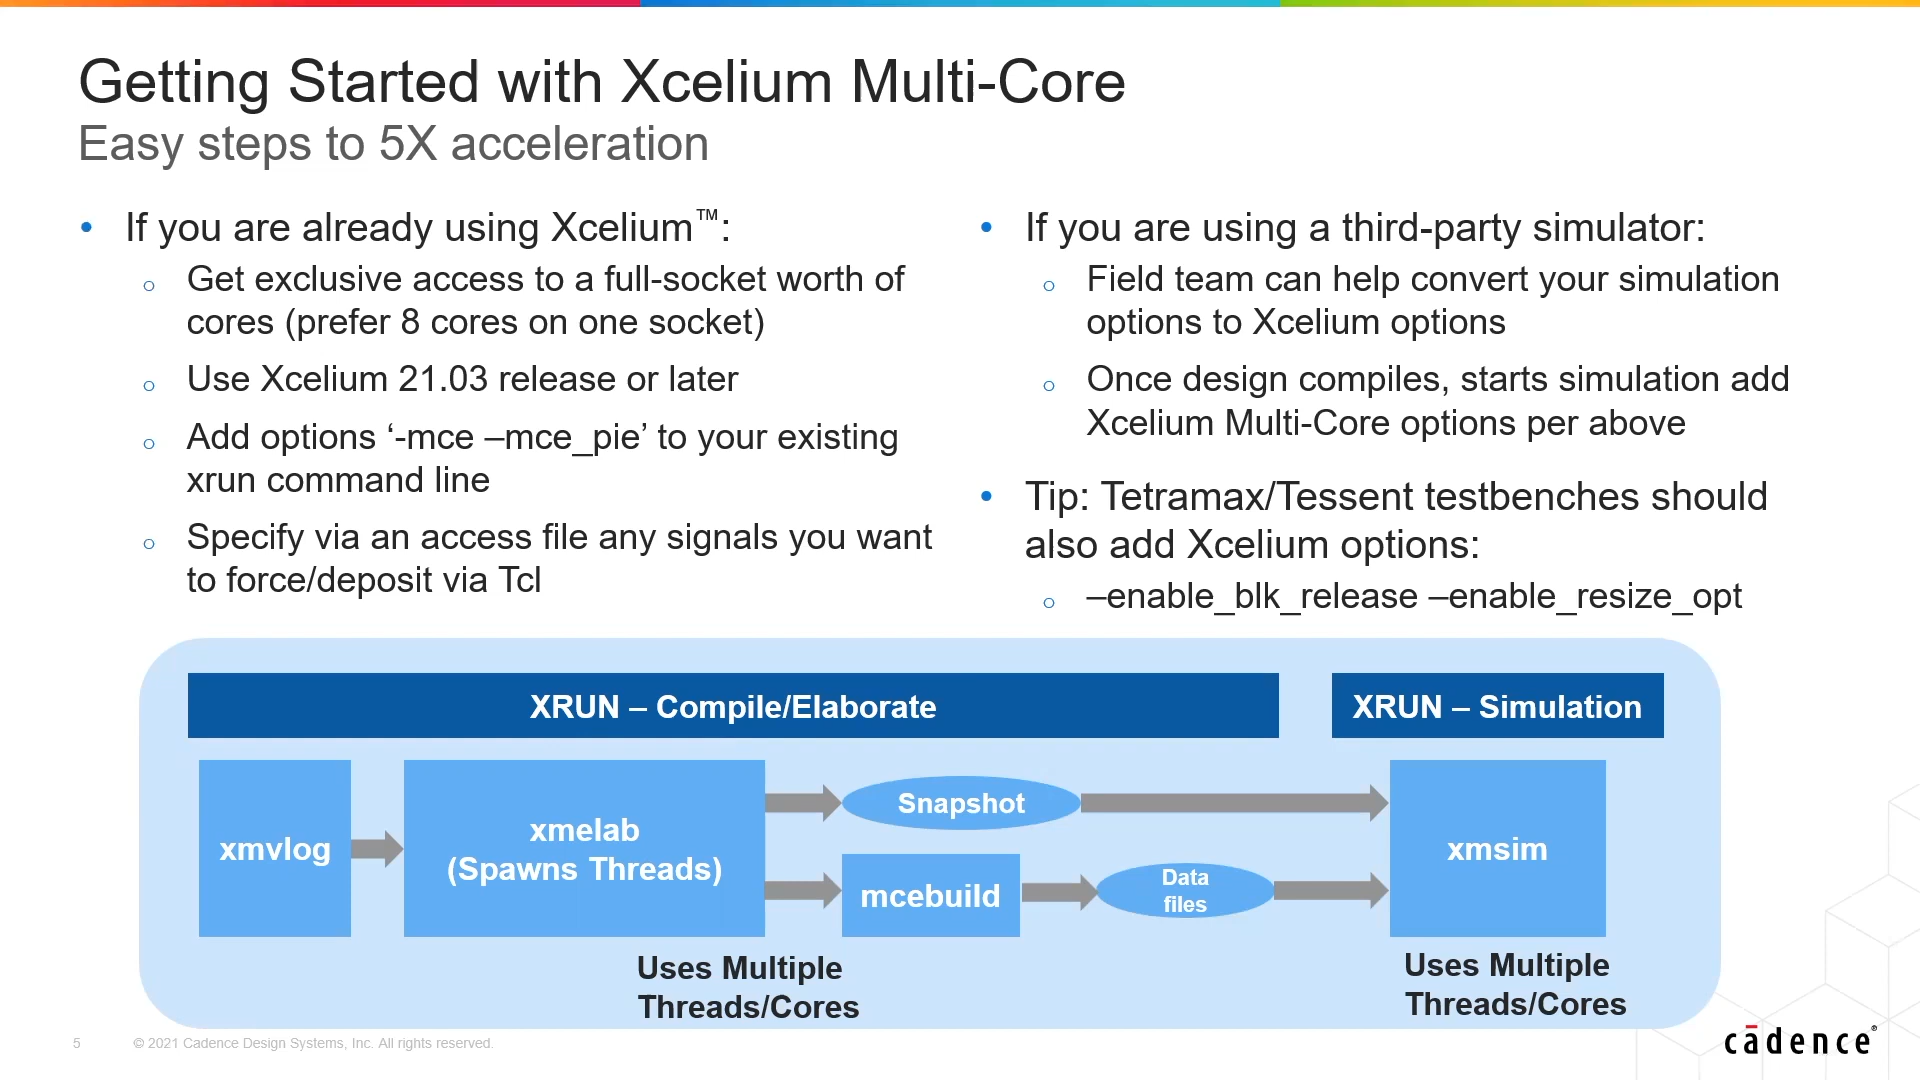 Getting Started with Xcelium Multi-Core
Easy steps to 5X acceleration
• If you are already using Xcelium™:
○ Get exclusive access to a full-socket worth of
cores (prefer 8 cores on one socket)
○ Use Xcelium 21.03 release or later
○ Add options ‘-mce –mce_pie’ to your existing
xrun command line
○ Specify via an access file any signals you want
to force/deposit via Tcl
• If you are using a third-party simulator:
○ Field team can help convert your simulation
options to Xcelium options
○ Once design compiles, starts simulation add
Xcelium Multi-Core options per above
• Tip: Tetramax/Tessent testbenches should
also add Xcelium options:
○ –enable_blk_release –enable_resize_opt
XRUN – Compile/Elaborate
XRUN – Simulation
xmvlog
xmelab
(Spawns Threads)
Snapshot
mcebuild
Data
files
xmsim
Uses Multiple
Threads/Cores
Uses Multiple
Threads/Cores
5
© 2021 Cadence Design Systems, Inc. All rights reserved.
cādence®